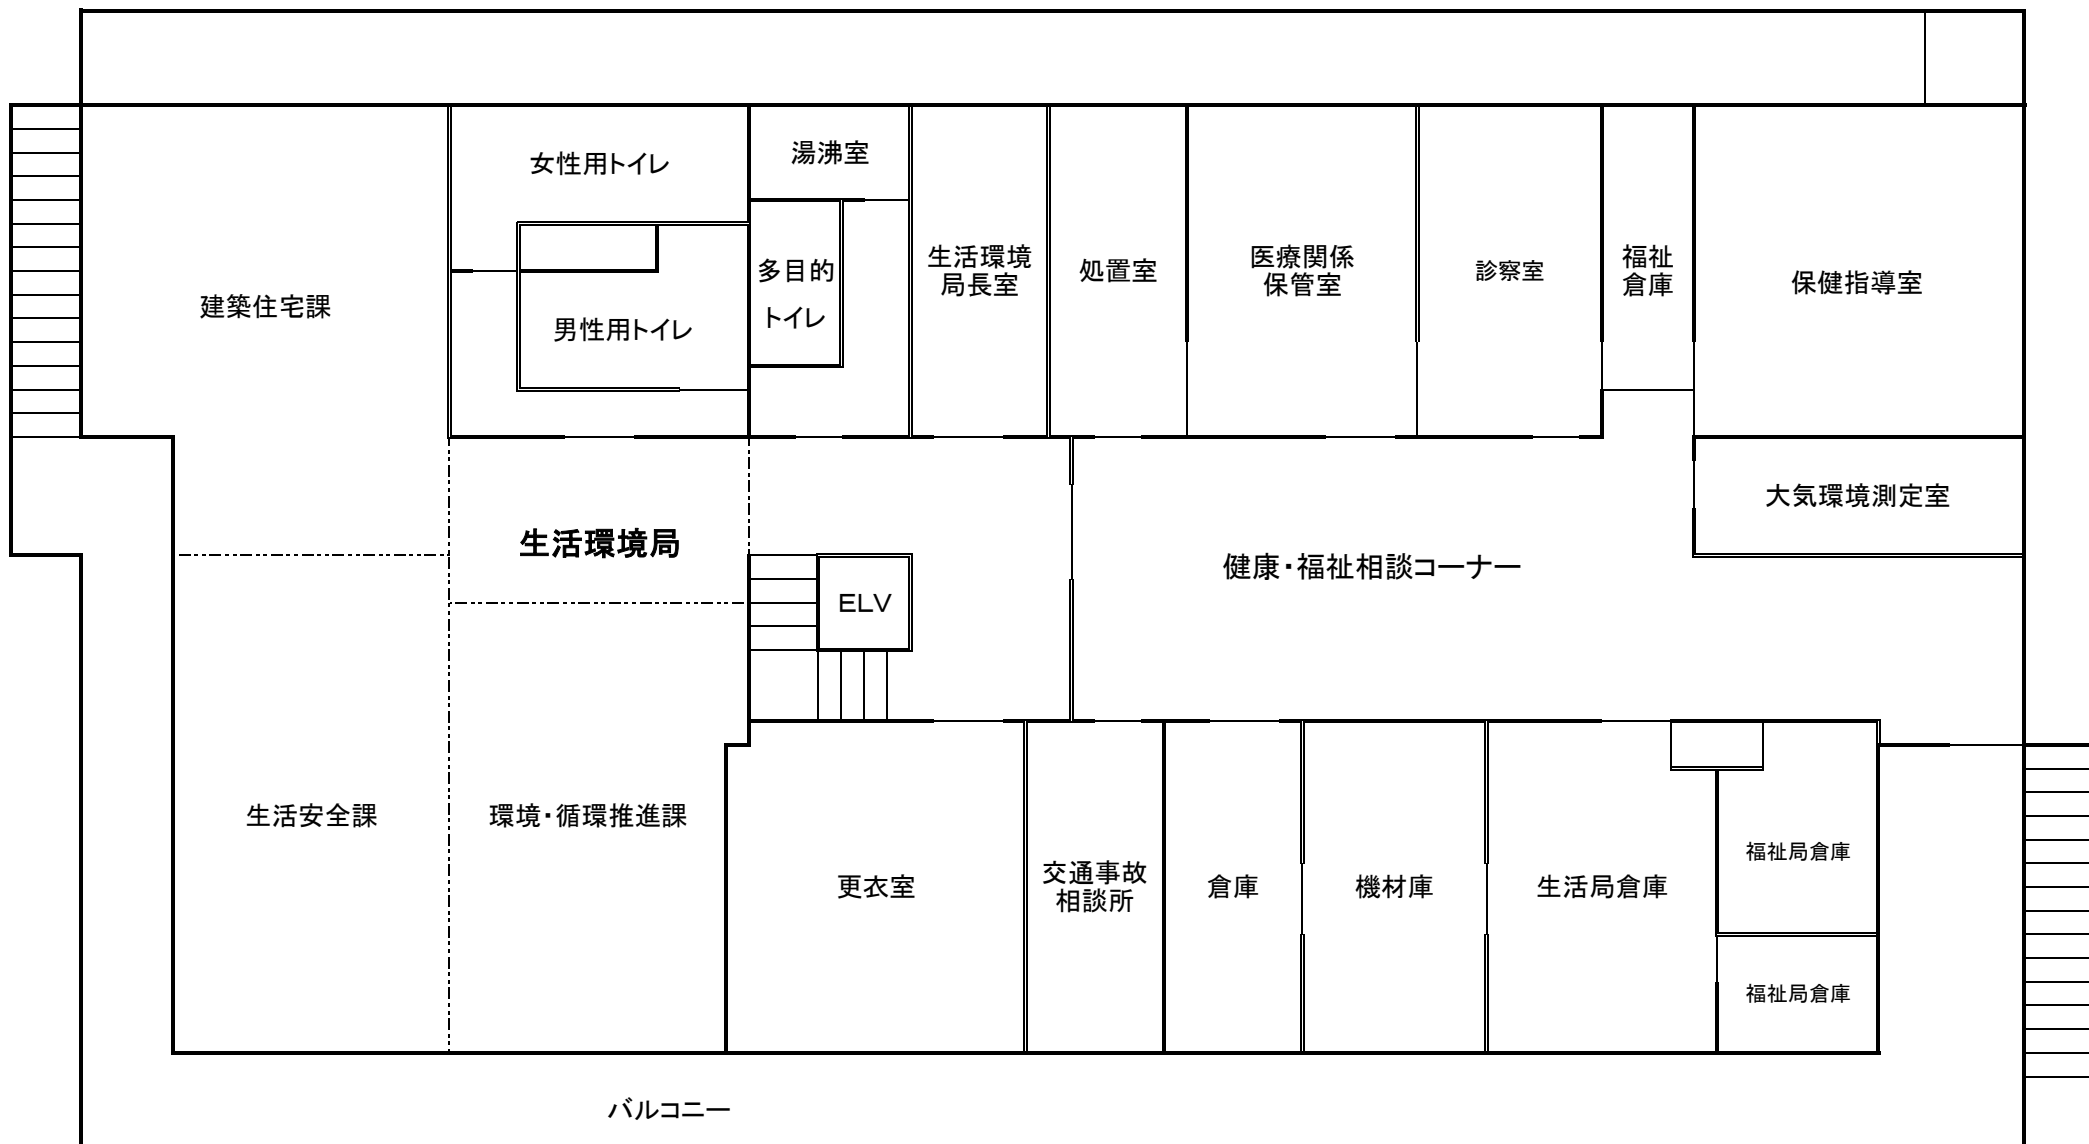 女性用トイレ
湯沸室
建築住宅課
男性用トイレ
多目的
トイレ
生活環境
局長室
処置室
医療関係
保管室
診察室
福祉
倉庫
保健指導室
大気環境測定室
生活環境局
健康・福祉相談コーナー
ELV
生活安全課
環境・循環推進課
更衣室
交通事故
相談所
倉庫
機材庫
生活局倉庫
福祉局倉庫
福祉局倉庫
バルコニー